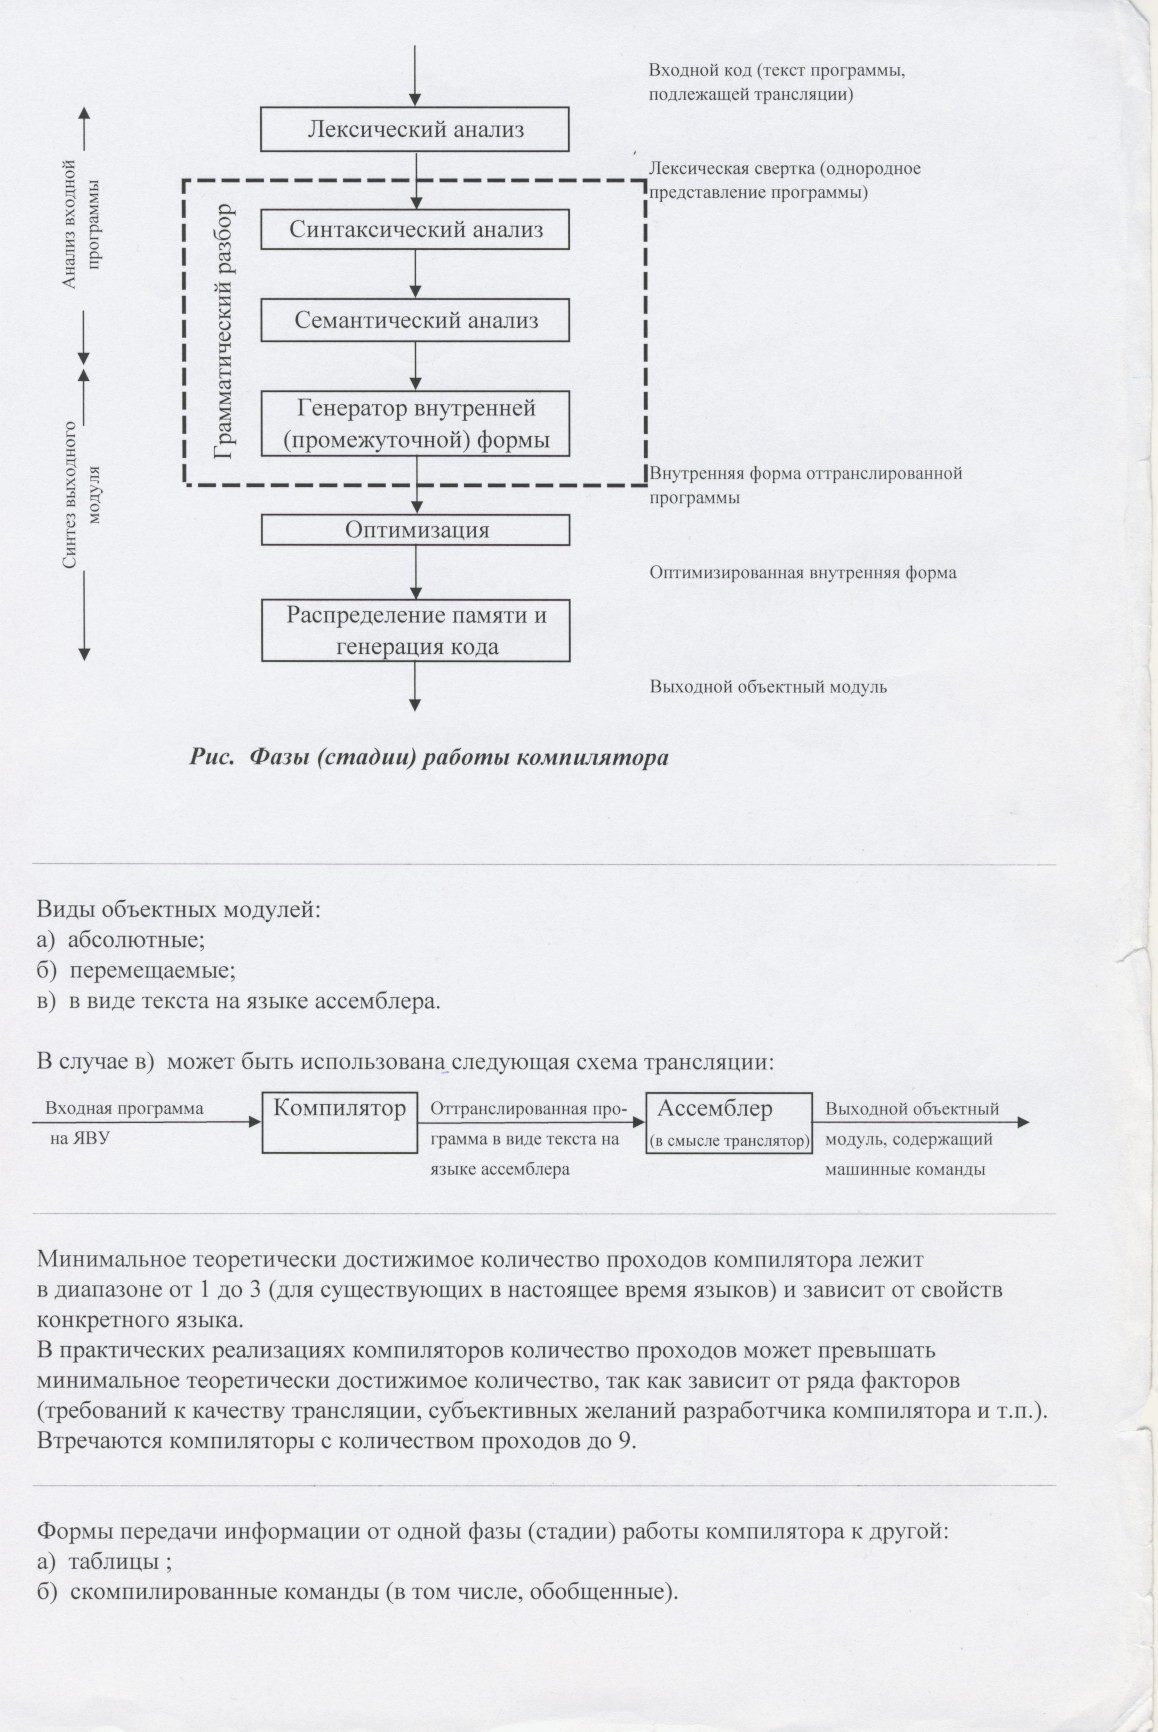 Входной код (текст программы,
подлежащей трансляции)
Лексический анализ
Лексическая свертка (однородное
представление программы)
Анализ входной
программы
Грамматический разбор
Синтаксический анализ
Семантический анализ
Генератор внутренней
(промежуточной) формы
Внутренняя форма оттранслированной
программы
Синтез выходного
модуля
Оптимизация
Оптимизированная внутренняя форма
Распределение памяти и
генерация кода
Выходной объектный модуль
Рис. Фазы (стадии) работы компилятора
Виды объектных модулей:
а) абсолютные;
б) перемещаемые;
в) в виде текста на языке ассемблера.
В случае в) может быть использована следующая схема трансляции:
Входная программа
на ЯВУ
Компилятор
Оттранслированная про-
грамма в виде текста на
языке ассемблера
Ассемблер
(в смысле транслятор)
Выходной объектный
модуль, содержащий
машинные команды
Минимальное теоретически достижимое количество проходов компилятора лежит
в диапазоне от 1 до 3 (для существующих в настоящее время языков) и зависит от свойств
конкретного языка.
В практических реализациях компиляторов количество проходов может превышать
минимальное теоретически достижимое количество, так как зависит от ряда факторов
(требований к качеству трансляции, субъективных желаний разработчика компилятора и т.п.).
Втречаются компиляторы с количеством проходов до 9.
Формы передачи информации от одной фазы (стадии) работы компилятора к другой:
а) таблицы ;
б) скомпилированные команды (в том числе, обобщенные).